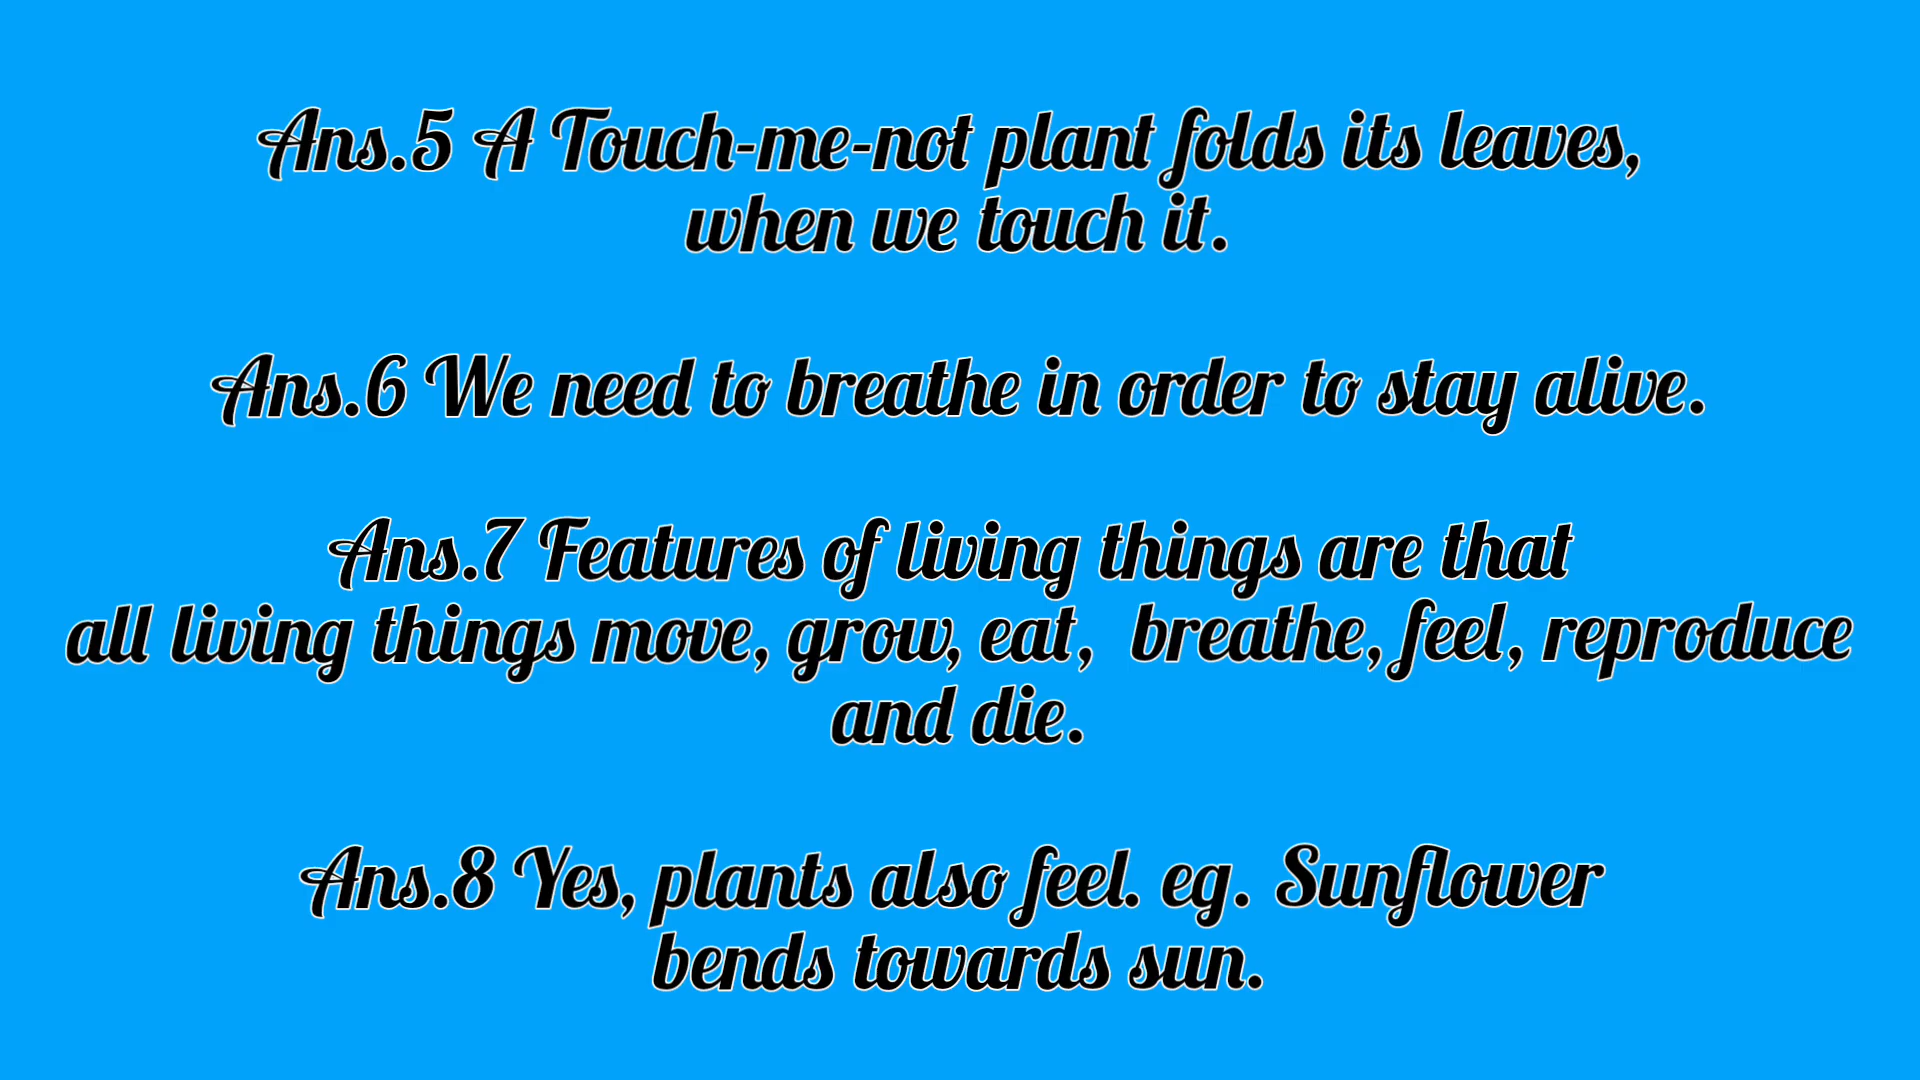 Ans.5 A Touch-me-not plant folds its leaves,
when we touch it.
Ans.6 We need to breathe in order to stay alive.
Ans.7 Features of living things are that
all living things move, grow, eat,  breathe, feel, reproduce
and die.
Ans.8 Yes, plants also feel. eg. Sunflower
bends towards sun.